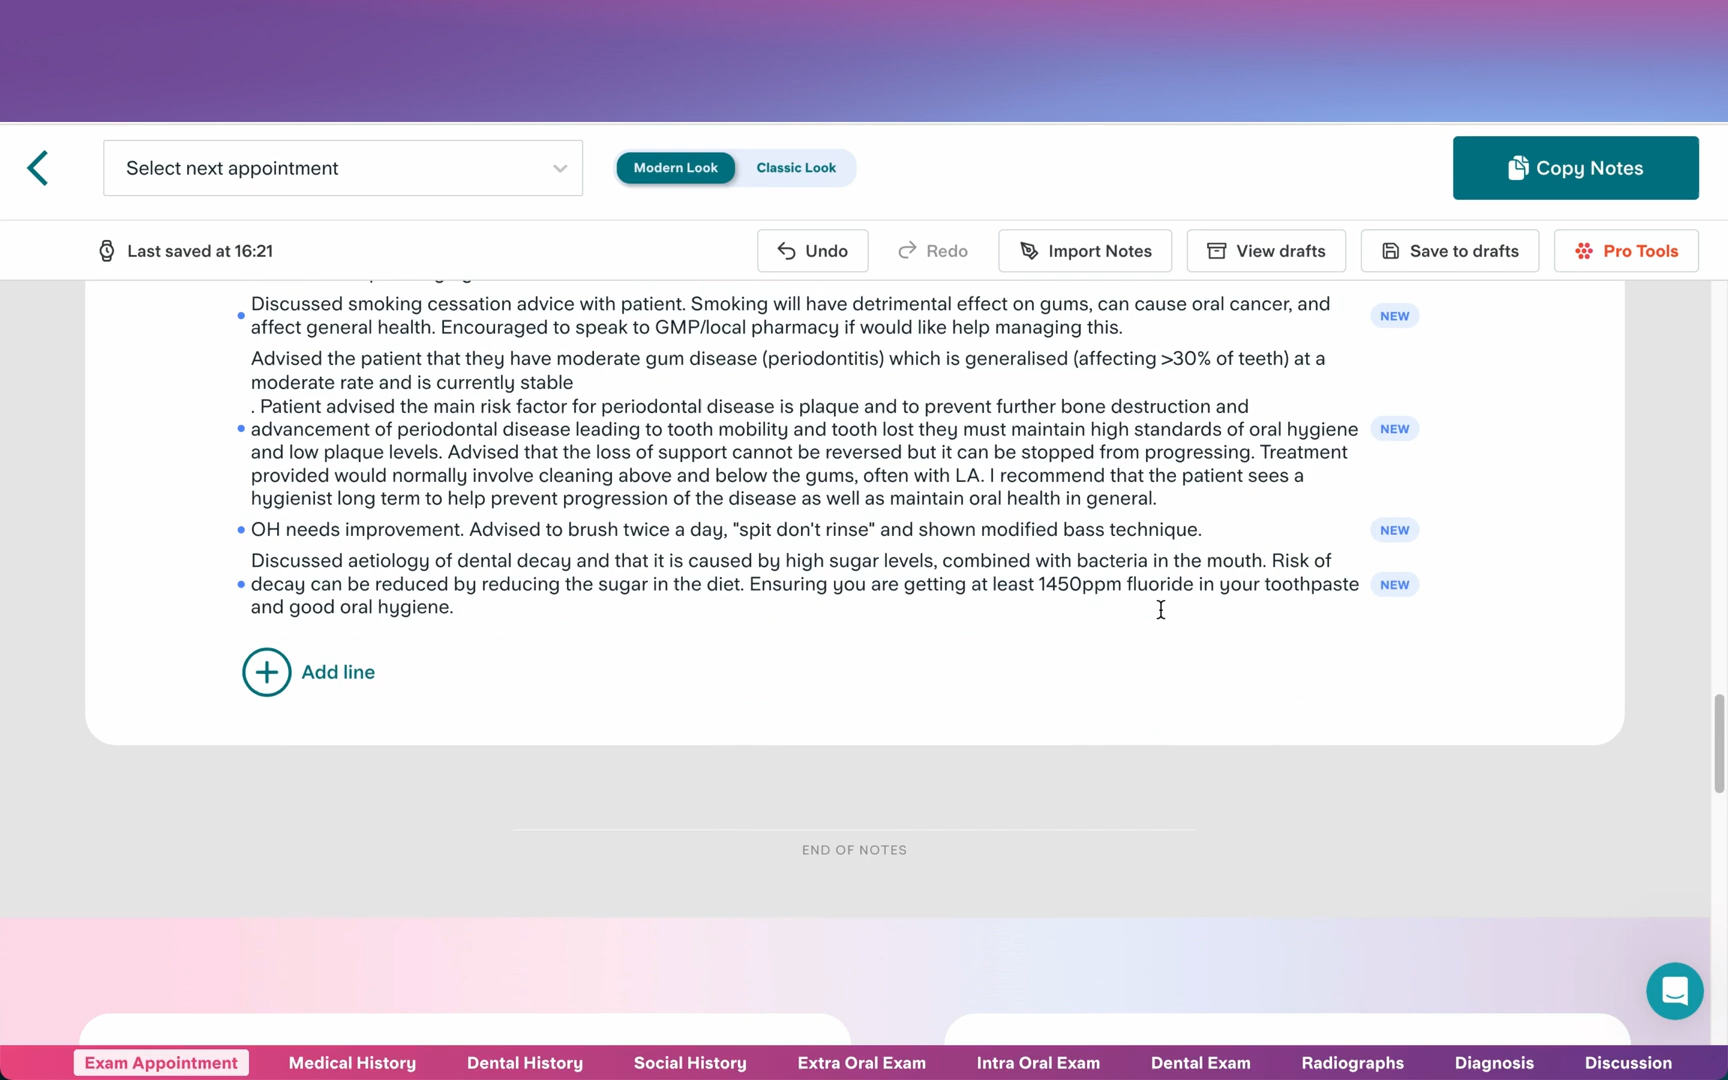 Select next appointment
Modern Look
Classic Look
Copy Notes
Last saved at 16:21
Undo
Redo
Import Notes
View drafts
Save to drafts
Pro Tools
Discussed smoking cessation advice with patient. Smoking will have detrimental effect on gums, can cause oral cancer, and
affect general health. Encouraged to speak to GMP/local pharmacy if would like help managing this.
NEW
Advised the patient that they have moderate gum disease (periodontitis) which is generalised (affecting >30% of teeth) at a
moderate rate and is currently stable
. Patient advised the main risk factor for periodontal disease is plaque and to prevent further bone destruction and
advancement of periodontal disease leading to tooth mobility and tooth lost they must maintain high standards of oral hygiene
and low plaque levels. Advised that the loss of support cannot be reversed but it can be stopped from progressing. Treatment
provided would normally involve cleaning above and below the gums, often with LA. I recommend that the patient sees a
hygienist long term to help prevent progression of the disease as well as maintain oral health in general.
NEW
OH needs improvement. Advised to brush twice a day, "spit don't rinse" and shown modified bass technique.
NEW
Discussed aetiology of dental decay and that it is caused by high sugar levels, combined with bacteria in the mouth. Risk of
decay can be reduced by reducing the sugar in the diet. Ensuring you are getting at least 1450ppm fluoride in your toothpaste
and good oral hygiene.
NEW
Add line
END OF NOTES
Exam Appointment
Medical History
Dental History
Social History
Extra Oral Exam
Intra Oral Exam
Dental Exam
Radiographs
Diagnosis
Discussion